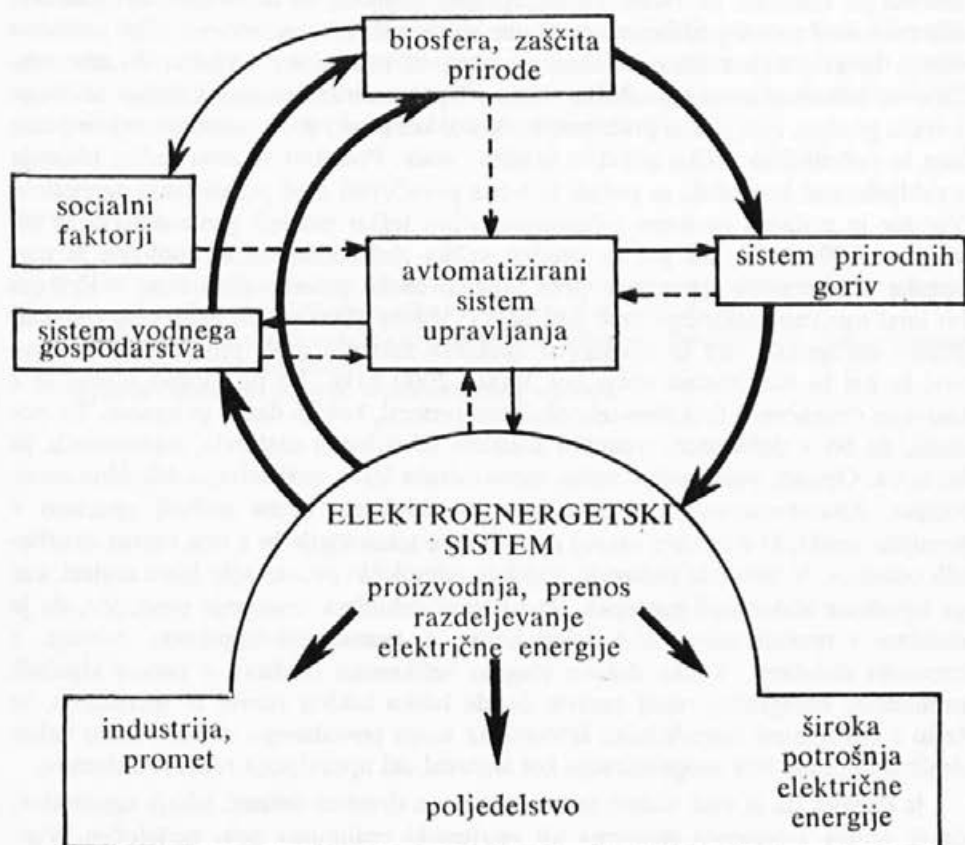 biosfera, zaščita
prirode
sociálni
faktorji
avtomatizirani
sistem
upravljanja
sistem prirodnih
goriv
sistem vodnega
gospodarstva
ELEKTROENERGETSKI
SISTEM
proizvodnja, prenos
razdeljevanje
električne energije
industrija,
promet
poljedelstvo
široka
potrošnja
električne
energije